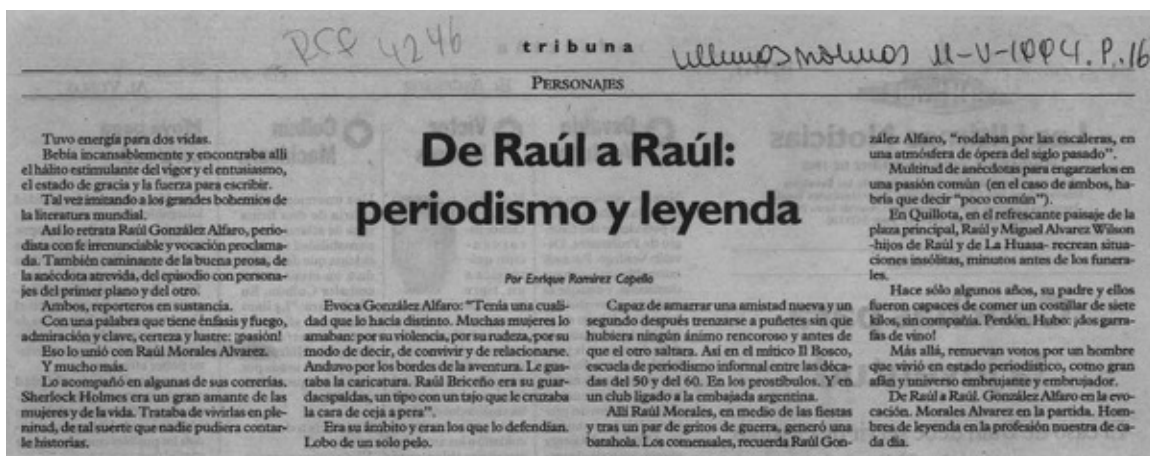 RCR 4246
tribuna
11-V-1994. P. 16
PERSONAJES
De Raúl a Raúl:
periodismo y leyenda
Por Enrique Ramírez Capello
Tuvo energía para dos vidas.
Bebía incansablemente y encontraba allí
el hálito estimulante del vigor y el entusiasmo,
el estado de gracia y la fuerza para escribir.
Tal vez imitando a los grandes bohemios de
la literatura mundial.
Así lo retrata Raúl González Alfaro, perio-
dista con fe irrenunciable y vocación proclama-
da. También caminante de la buena prosa, de
la anécdota atrevida, del episodio con persona-
jes del primer plano y del otro.
Ambos, reporteros en sustancia.
Con una palabra que tiene énfasis y fuego,
admiración y clave, certeza y lustre: ¡pasión!
Eso lo unió con Raúl Morales Alvarez.
Y mucho más.
Lo acompañó en algunas de sus correrías.
Sherlock Holmes era un gran amante de las
mujeres y de la vida. Trataba de vivirlas en ple-
nitud, de tal suerte que nadie pudiera contar-
le historias.
Evoca González Alfaro: "Tenía una cuali-
dad que lo hacía distinto. Muchas mujeres lo
amaban: por su violencia, por su rudeza, por su
modo de decir, de convivir y de relacionarse.
Anduvo por los bordes de la aventura. Le gus-
taba la caricatura. Raúl Briceño era su guar-
daespaldas, un tipo con un tajo que le cruzaba
la cara de ceja a pera".
Era su ámbito y eran los que lo defendían.
Lobo de un solo pelo.
Capaz de amarrar una amistad nueva y un
segundo después trenzarse a puñetes sin que
hubiera ningún ánimo rencoroso y antes de
que el otro saltara. Así en el mítico Il Bosco,
escuela de periodismo informal entre las déca-
das del 50 y del 60. En los prostíbulos. Y en
un club ligado a la embajada argentina.
Allí Raúl Morales, en medio de las fiestas
y tras un par de gritos de guerra, generó una
batahola. Los comensales, recuerda Raúl Gon-
zález Alfaro, "rodaban por las escaleras, en
una atmósfera de ópera del siglo pasado".
Multitud de anécdotas para engarzarlos en
una pasión común (en el caso de ambos, ha-
bría que decir "poco común").
En Quillota, en el refrescante paisaje de la
plaza principal, Raúl y Miguel Alvarez Wilson
-hijos de Raúl y de La Huasa- recrean situa-
ciones insólitas, minutos antes de los funera-
les.
Hace sólo algunos años, su padre y ellos
fueron capaces de comer un costillar de siete
kilos, sin compañía. Perdón. Hubo: ¡dos garra-
fas de vino!
Más allá, renuevan votos por un hombre
que vivió en estado periodístico, como gran
afán y universo embrujante y embrujador.
De Raúl a Raúl. González Alfaro en la evo-
cación. Morales Alvarez en la partida. Hom-
bres de leyenda en la profesión nuestra de ca-
da día.